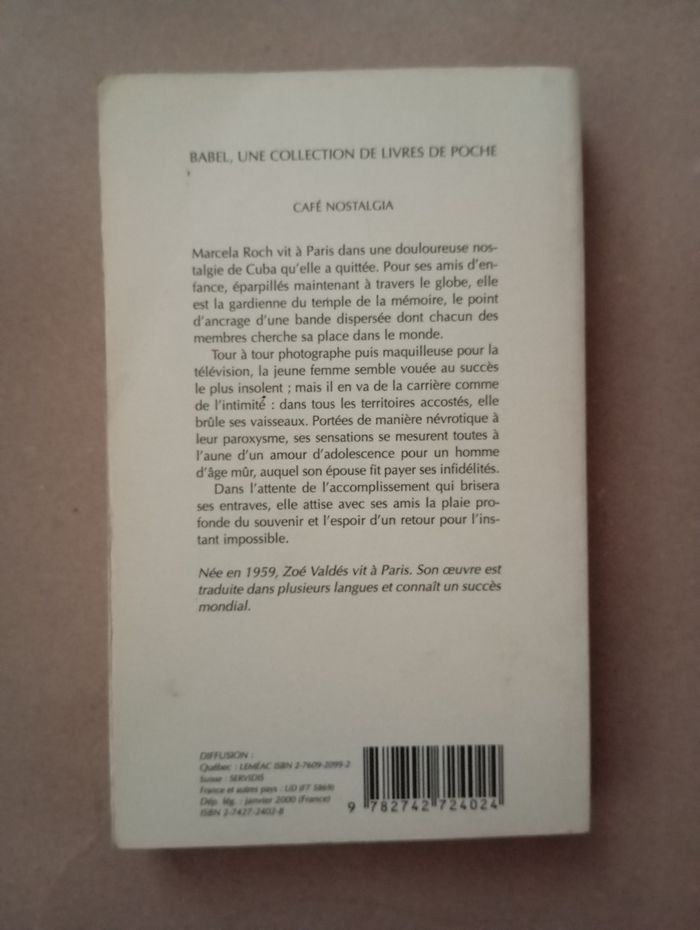 BABEL, UNE COLLECTION DE LIVRES DE POCHE
CAFÉ NOSTALGIA
Marcela Roch vit à Paris dans une douloureuse nos-
talgie de Cuba qu'elle a quittée. Pour ses amis d'en-
fance, éparpillés maintenant à travers le globe, elle
est la gardienne du temple de la mémoire, le point
d'ancrage d'une bande dispersée dont chacun des
membres cherche sa place dans le monde.
Tour à tour photographe puis maquilleuse pour la
télévision, la jeune femme semble vouée au succès
le plus insolent ; mais il en va de la carrière comme
de l'intimité : dans tous les territoires accostés, elle
brûle ses vaisseaux. Portées de manière névrotique à
leur paroxysme, ses sensations se mesurent toutes à
l'aune d'un amour d'adolescence pour un homme
d'âge mûr, auquel son épouse fit payer ses infidélités.
Dans l'attente de l'accomplissement qui brisera
ses entraves, elle attise avec ses amis la plaie pro-
fonde du souvenir et l'espoir d'un retour pour l'ins-
tant impossible.
Née en 1959, Zoé Valdés vit à Paris. Son œuvre est
traduite dans plusieurs langues et connaît un succès
mondial.
DIFFUSION :
Québec : LEMÉAC ISBN 2-7609-2099-2
Suisse : SERVIDIS
France et autres pays : UD (F7 5869)
Dép. lég. : janvier 2000 (France)
ISBN 2-7427-2402-8
9 782742 724024